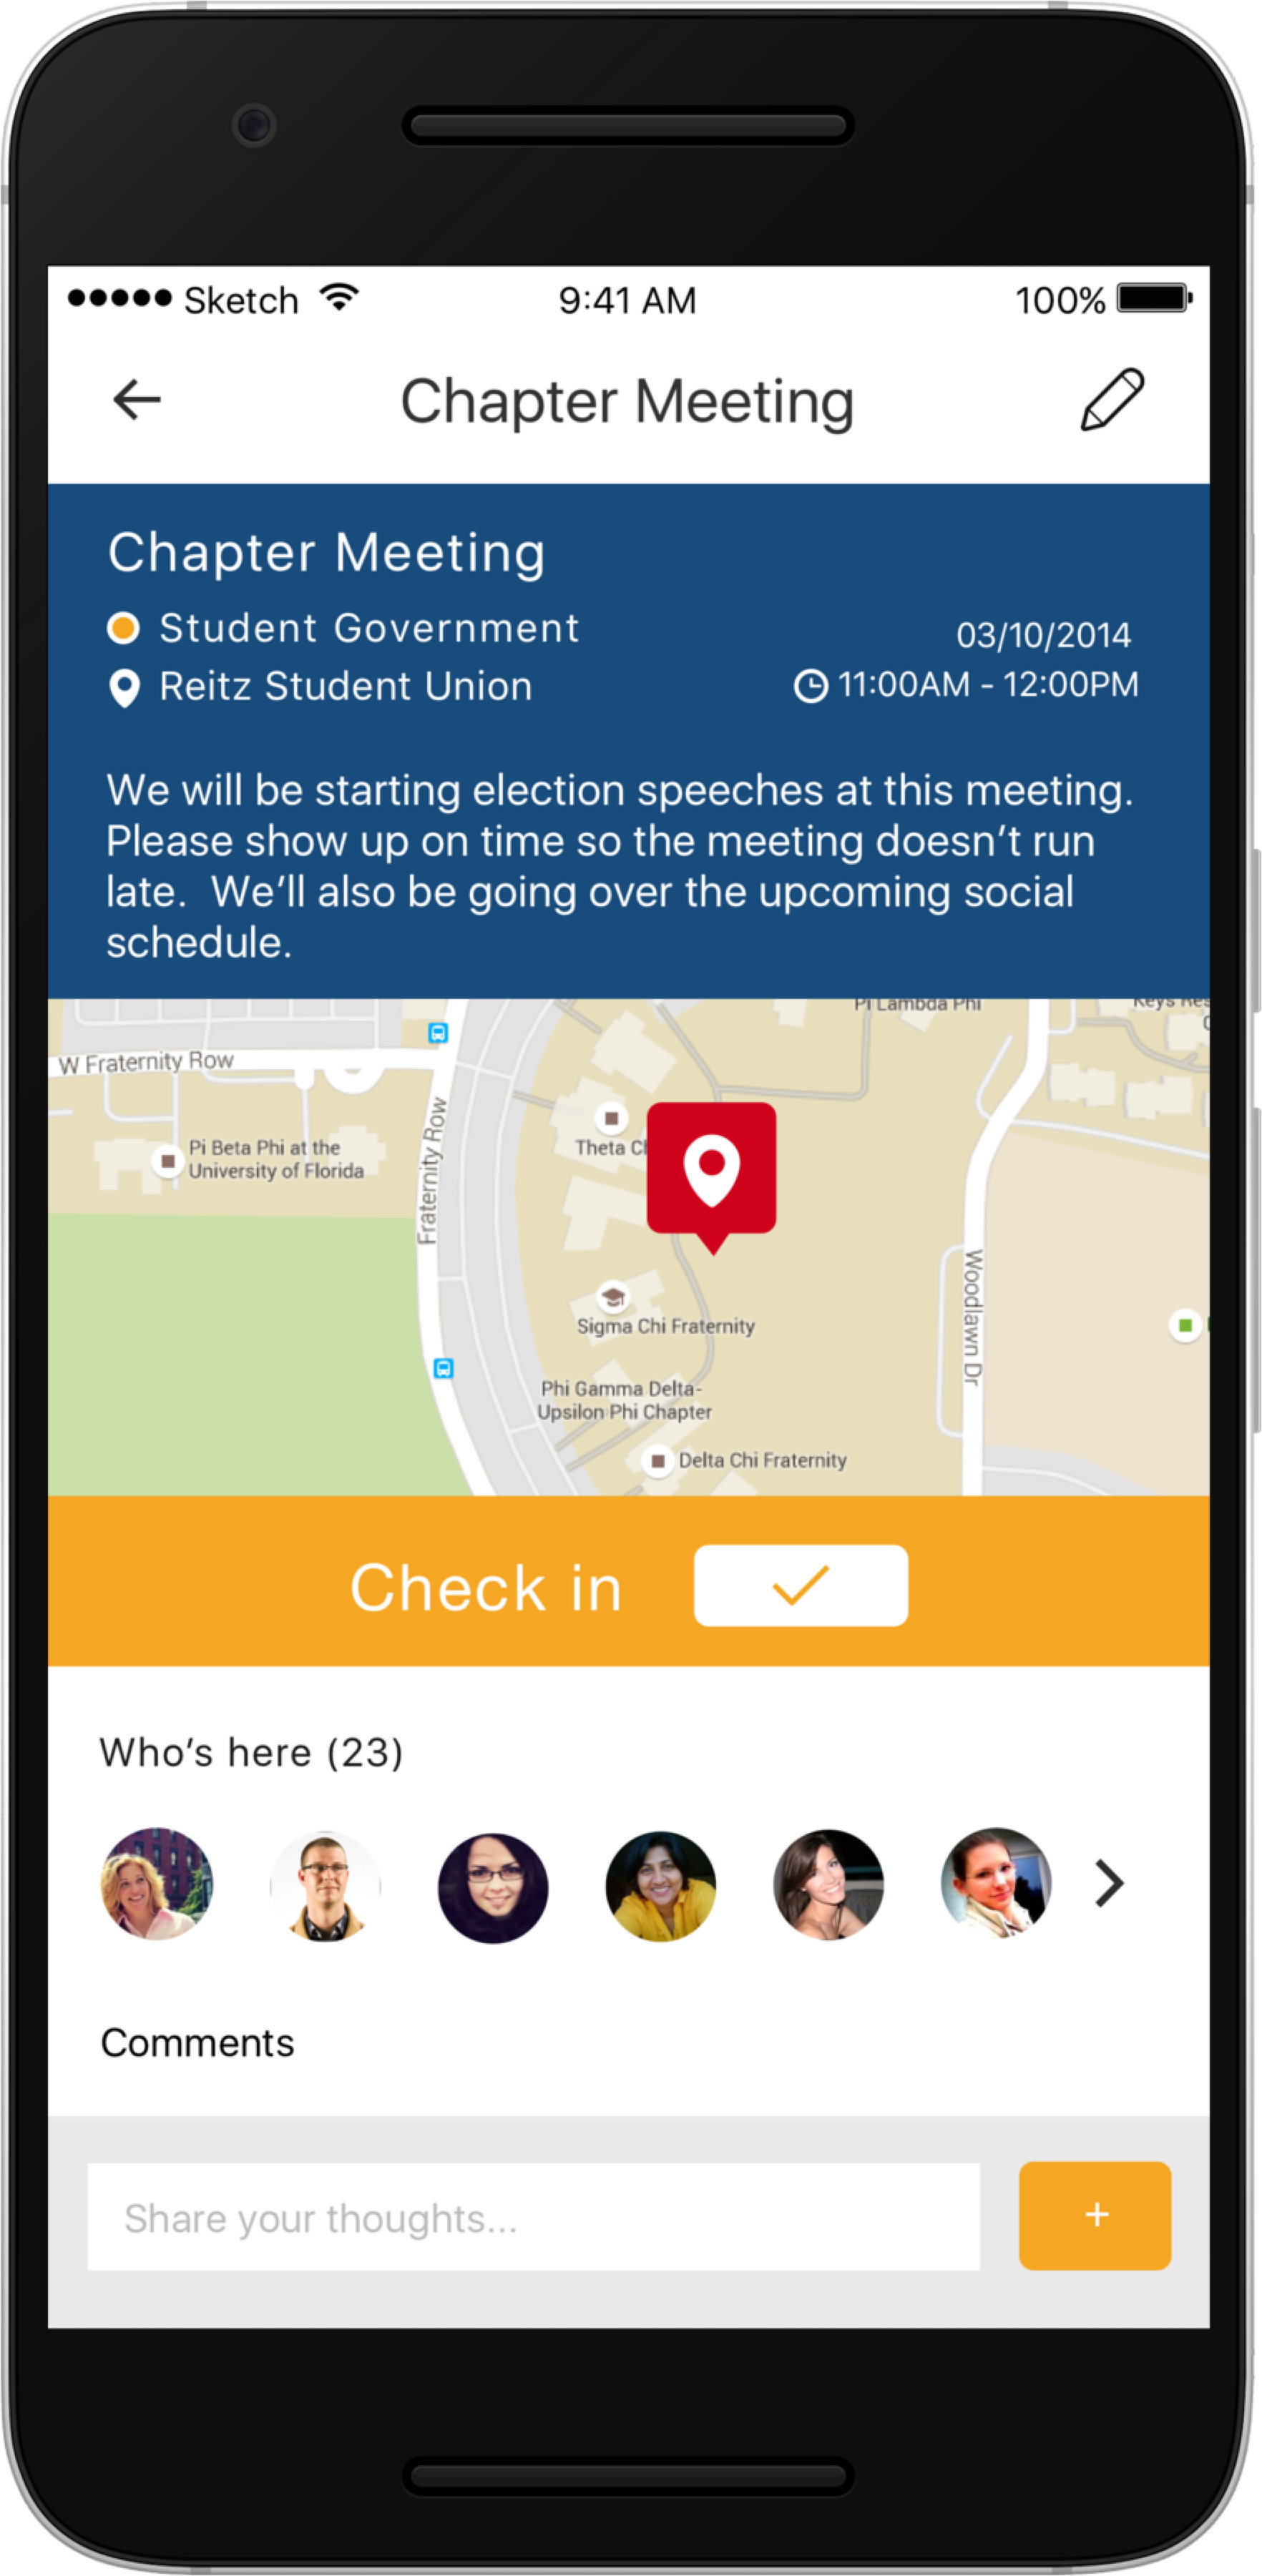 Sketch 9:41 AM 100%
Chapter Meeting
Chapter Meeting
Student Government
03/10/2014
Reitz Student Union
11:00AM - 12:00PM
We will be starting election speeches at this meeting.
Please show up on time so the meeting doesn't run
late.  We'll also be going over the upcoming social
schedule.
Pi Lambda Phi
W Fraternity Row
Fraternity Row
Pi Beta Phi at the
University of Florida
Theta
Sigma Chi Fraternity
Woodlawn Dr
Phi Gamma Delta-
Upsilon Phi Chapter
Delta Chi Fraternity
Check in
Who's here (23)
Comments
Share your thoughts...
+